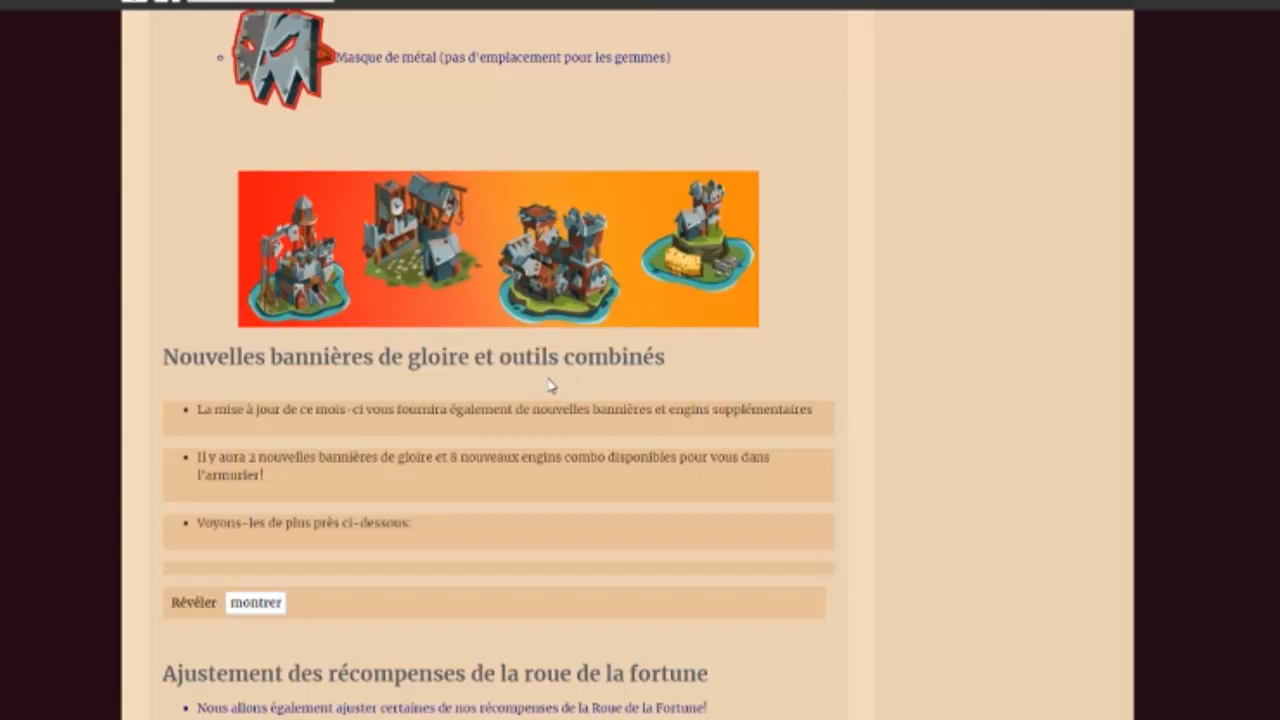 Masque de métal (pas d'emplacement pour les gemmes)
Nouvelles bannières de gloire et outils combinés
La mise à jour de ce mois-ci vous fournira également de nouvelles bannières et engins supplémentaires
Il y aura 2 nouvelles bannières de gloire et 8 nouveaux engins combo disponibles pour vous dans
l'armurier!
Voyons-les de plus près ci-dessous:
Révéler montrer
Ajustement des récompenses de la roue de la fortune
Nous allons également ajuster certaines de nos récompenses de la Roue de la Fortune!